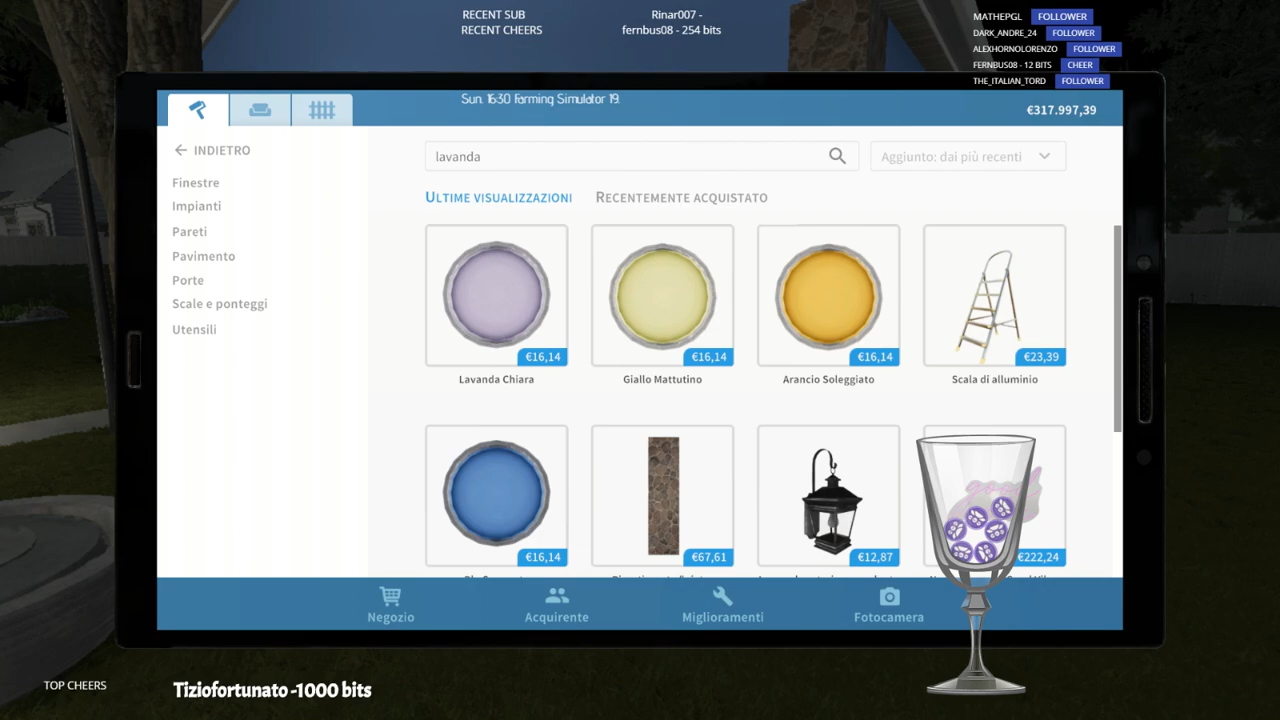 RECENT SUB
Rinar007 -
RECENT CHEERS
fernbus08 - 254 bits
MATHEPGL FOLLOWER
DARK_ANDRE_24 FOLLOWER
ALEXHORNOLORENZO FOLLOWER
FERNBUS08 - 12 BITS CHEER
THE_ITALIAN_TORD FOLLOWER
Sun. 16:30 Farming Simulator 19.
€317.997,39
INDIETRO
Finestre
Impianti
Pareti
Pavimento
Porte
Scale e ponteggi
Utensili
lavanda
Aggiunto: dai più recenti
ULTIME VISUALIZZAZIONI
RECENTEMENTE ACQUISTATO
€16,14
Lavanda Chiara
€16,14
Giallo Mattutino
€16,14
Arancio Soleggiato
€23,39
Scala di alluminio
€16,14
€67,61
€12,87
good
€222,24
Negozio
Acquirente
Miglioramenti
Fotocamera
TOP CHEERS
Tiziofortunato -1000 bits